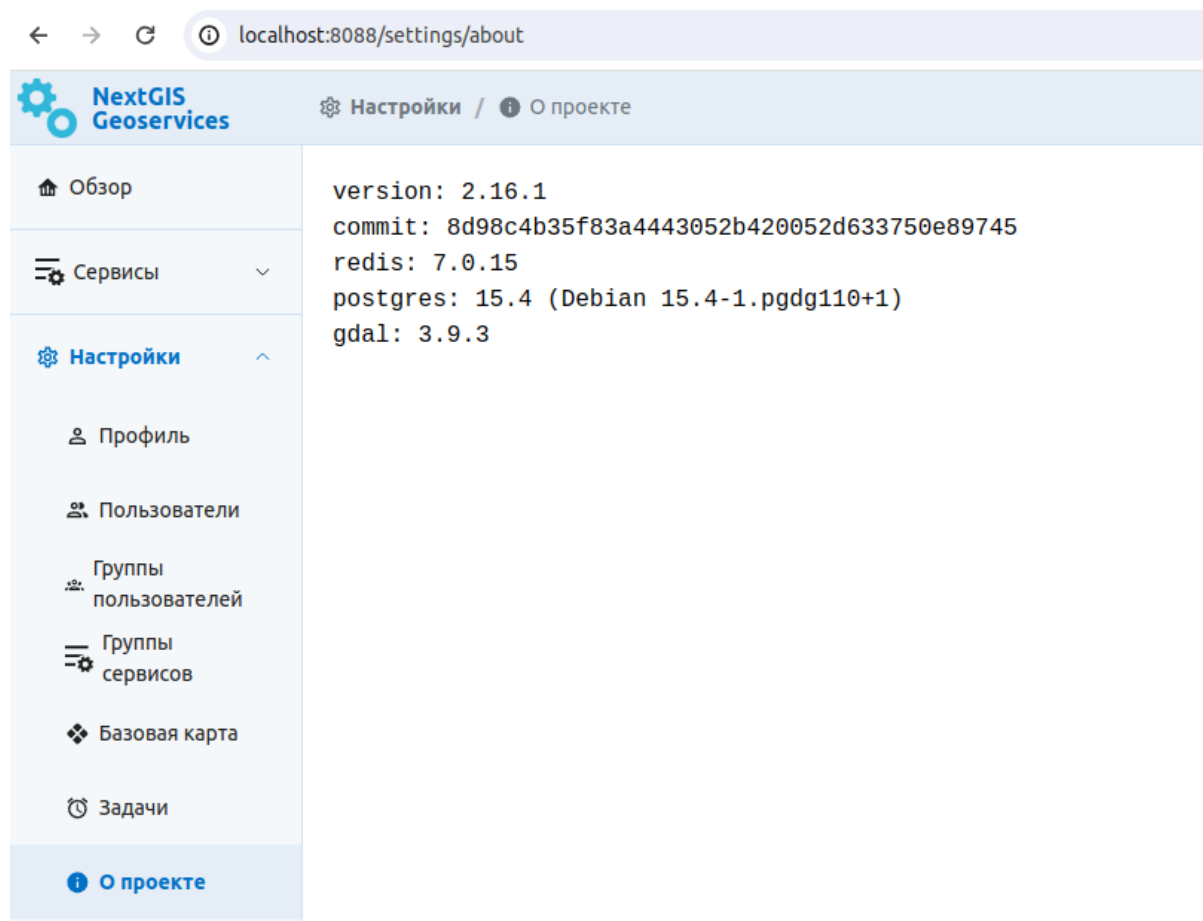 localhost:8088/settings/about
NextGIS
Geoservices
Настройки / О проекте
Обзор
Сервисы
Настройки
Профиль
Пользователи
Группы
пользователей
Группы
сервисов
Базовая карта
Задачи
О проекте
version: 2.16.1
commit: 8d98c4b35f83a4443052b420052d633750e89745
redis: 7.0.15
postgres: 15.4 (Debian 15.4-1.pgdg110+1)
gdal: 3.9.3